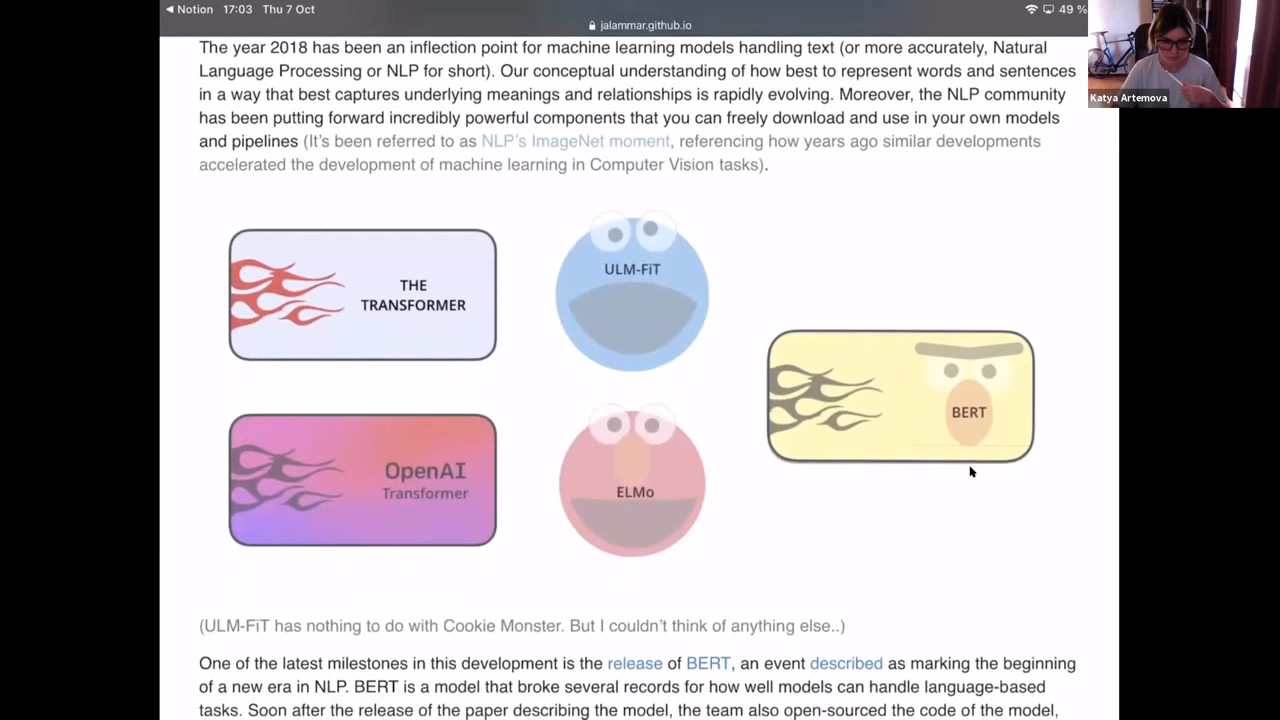 Notion 17:03 Thu 7 Oct 49 %
jalammar.github.io
The year 2018 has been an inflection point for machine learning models handling text (or more accurately, Natural
Language Processing or NLP for short). Our conceptual understanding of how best to represent words and sentences
in a way that best captures underlying meanings and relationships is rapidly evolving. Moreover, the NLP community
has been putting forward incredibly powerful components that you can freely download and use in your own models
and pipelines (It's been referred to as NLP's ImageNet moment, referencing how years ago similar developments
accelerated the development of machine learning in Computer Vision tasks).
Katya Artemova
THE
TRANSFORMER
ULM-FiT
BERT
OpenAI
Transformer
ELMo
(ULM-FiT has nothing to do with Cookie Monster. But I couldn't think of anything else..)
One of the latest milestones in this development is the release of BERT, an event described as marking the beginning
of a new era in NLP. BERT is a model that broke several records for how well models can handle language-based
tasks. Soon after the release of the paper describing the model, the team also open-sourced the code of the model,